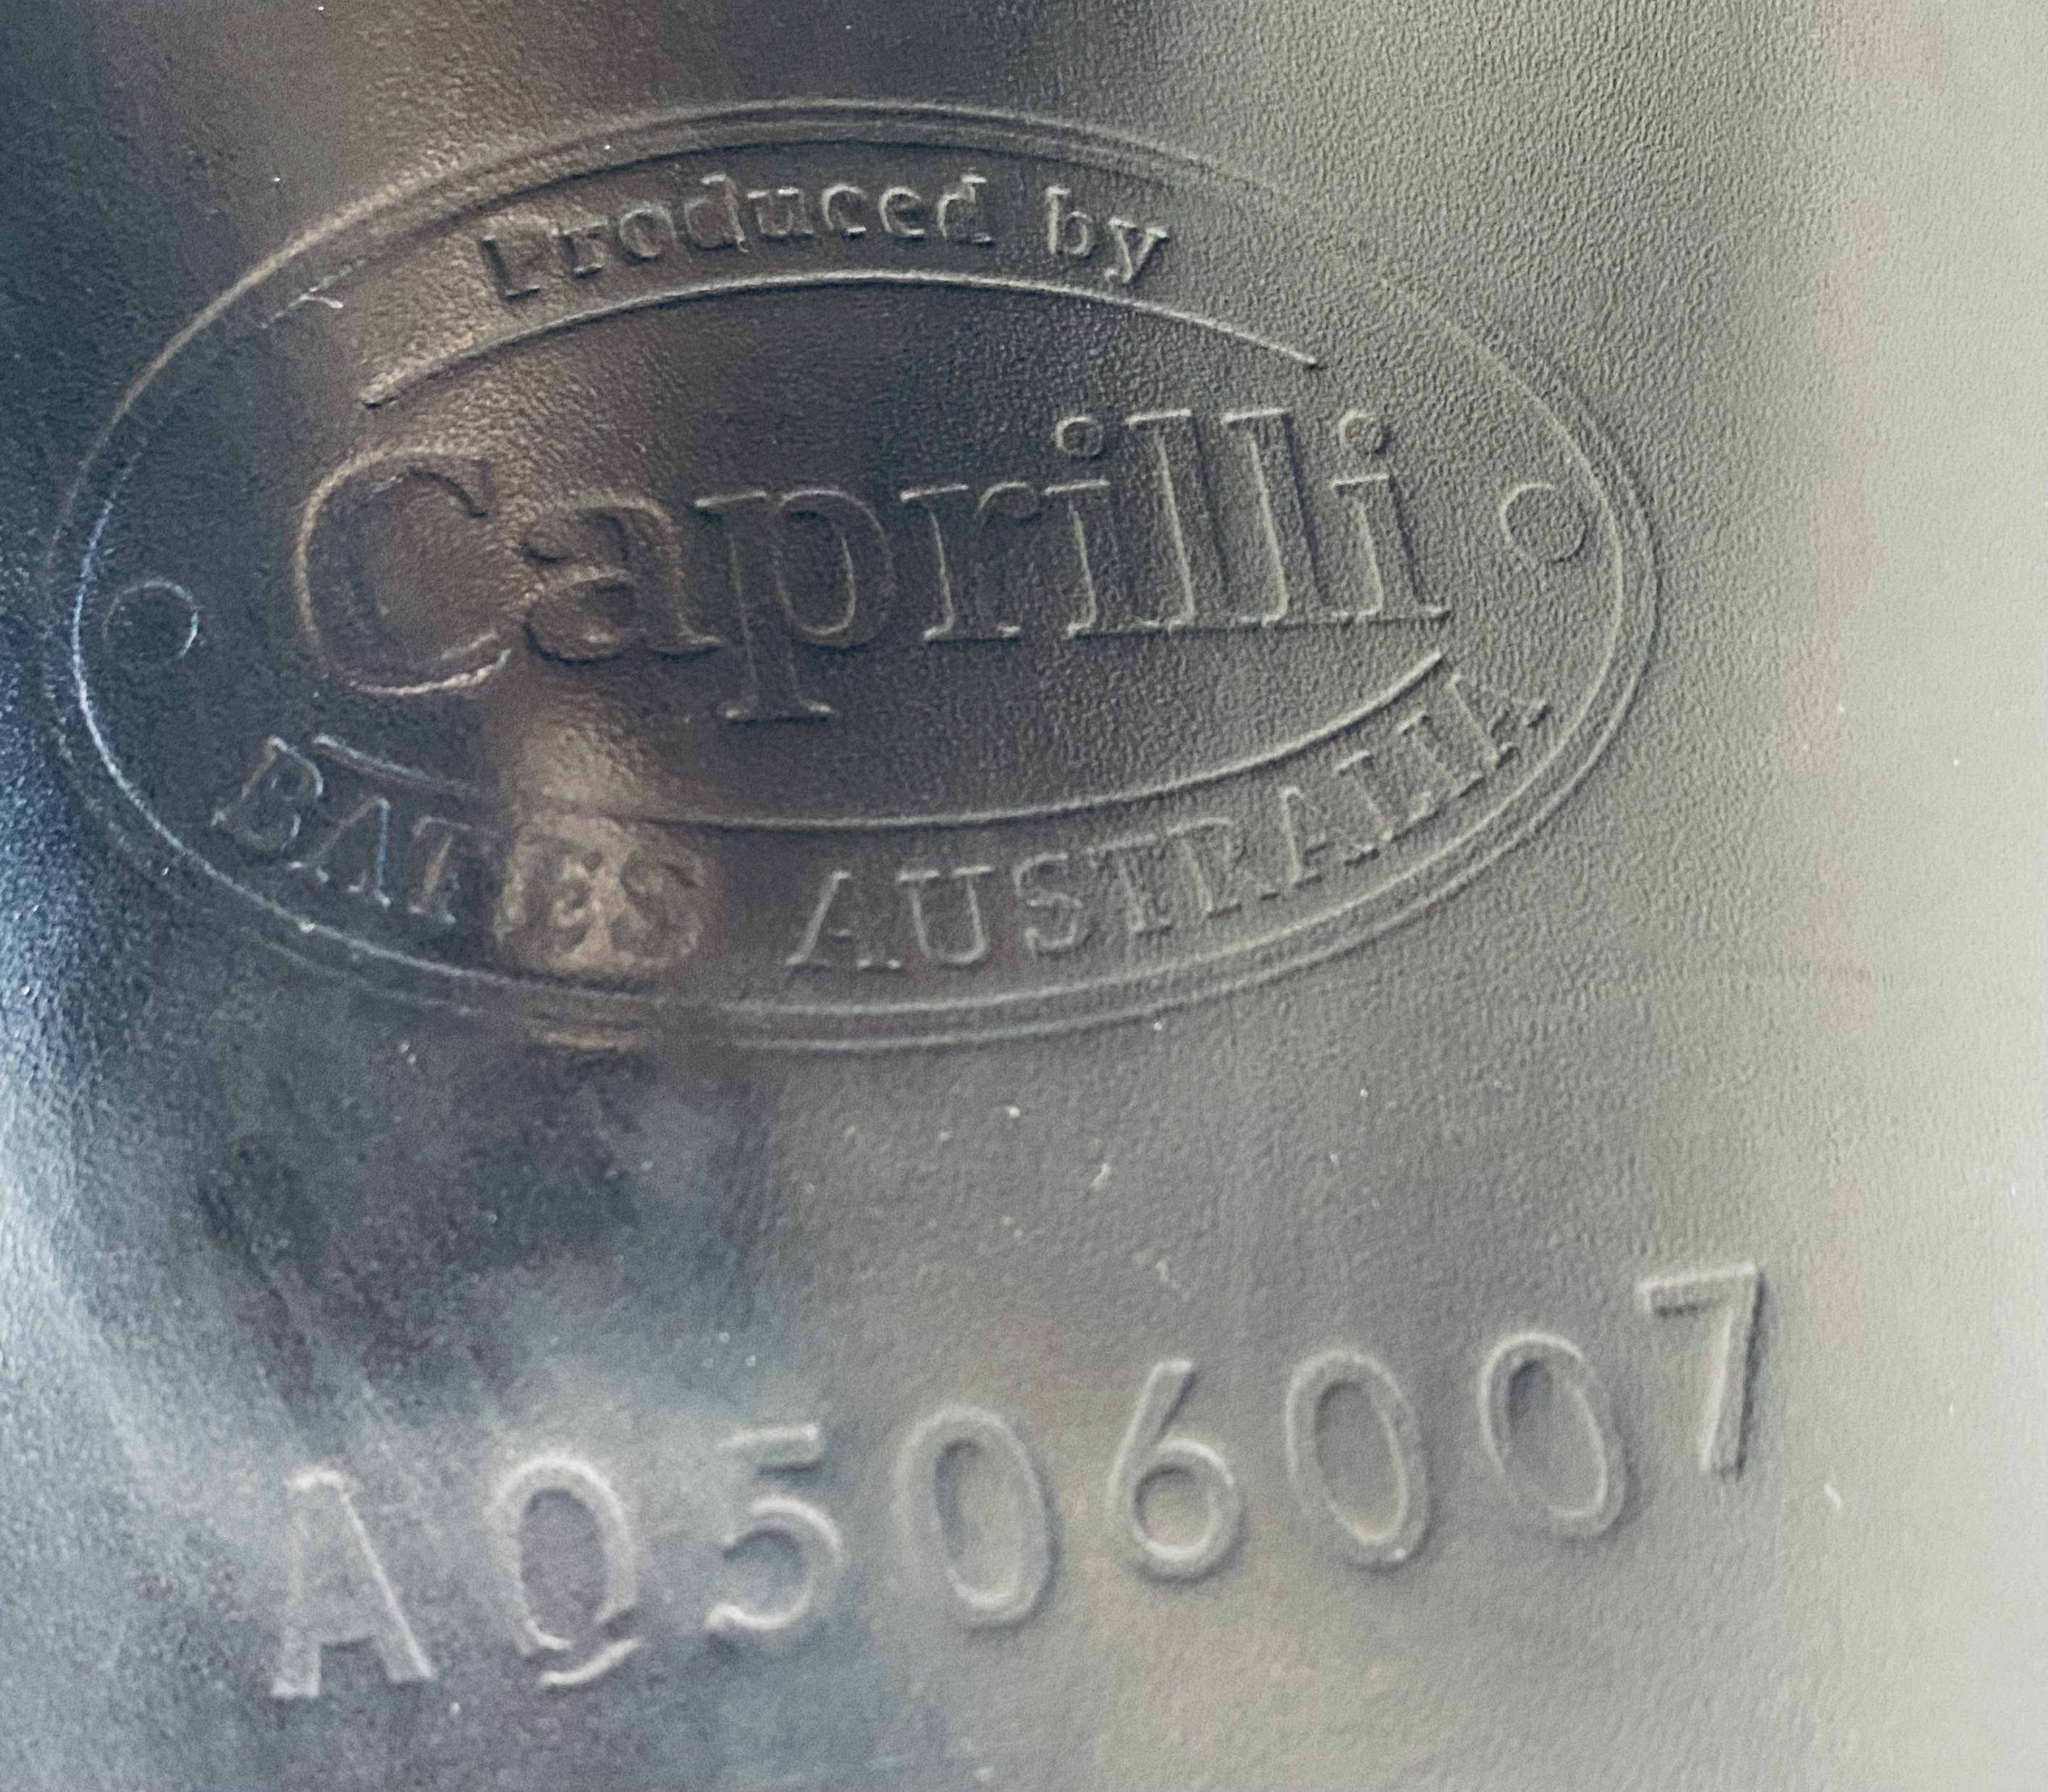 Produced by
Caprilli
BATES AUSTRALIA
AQ506007